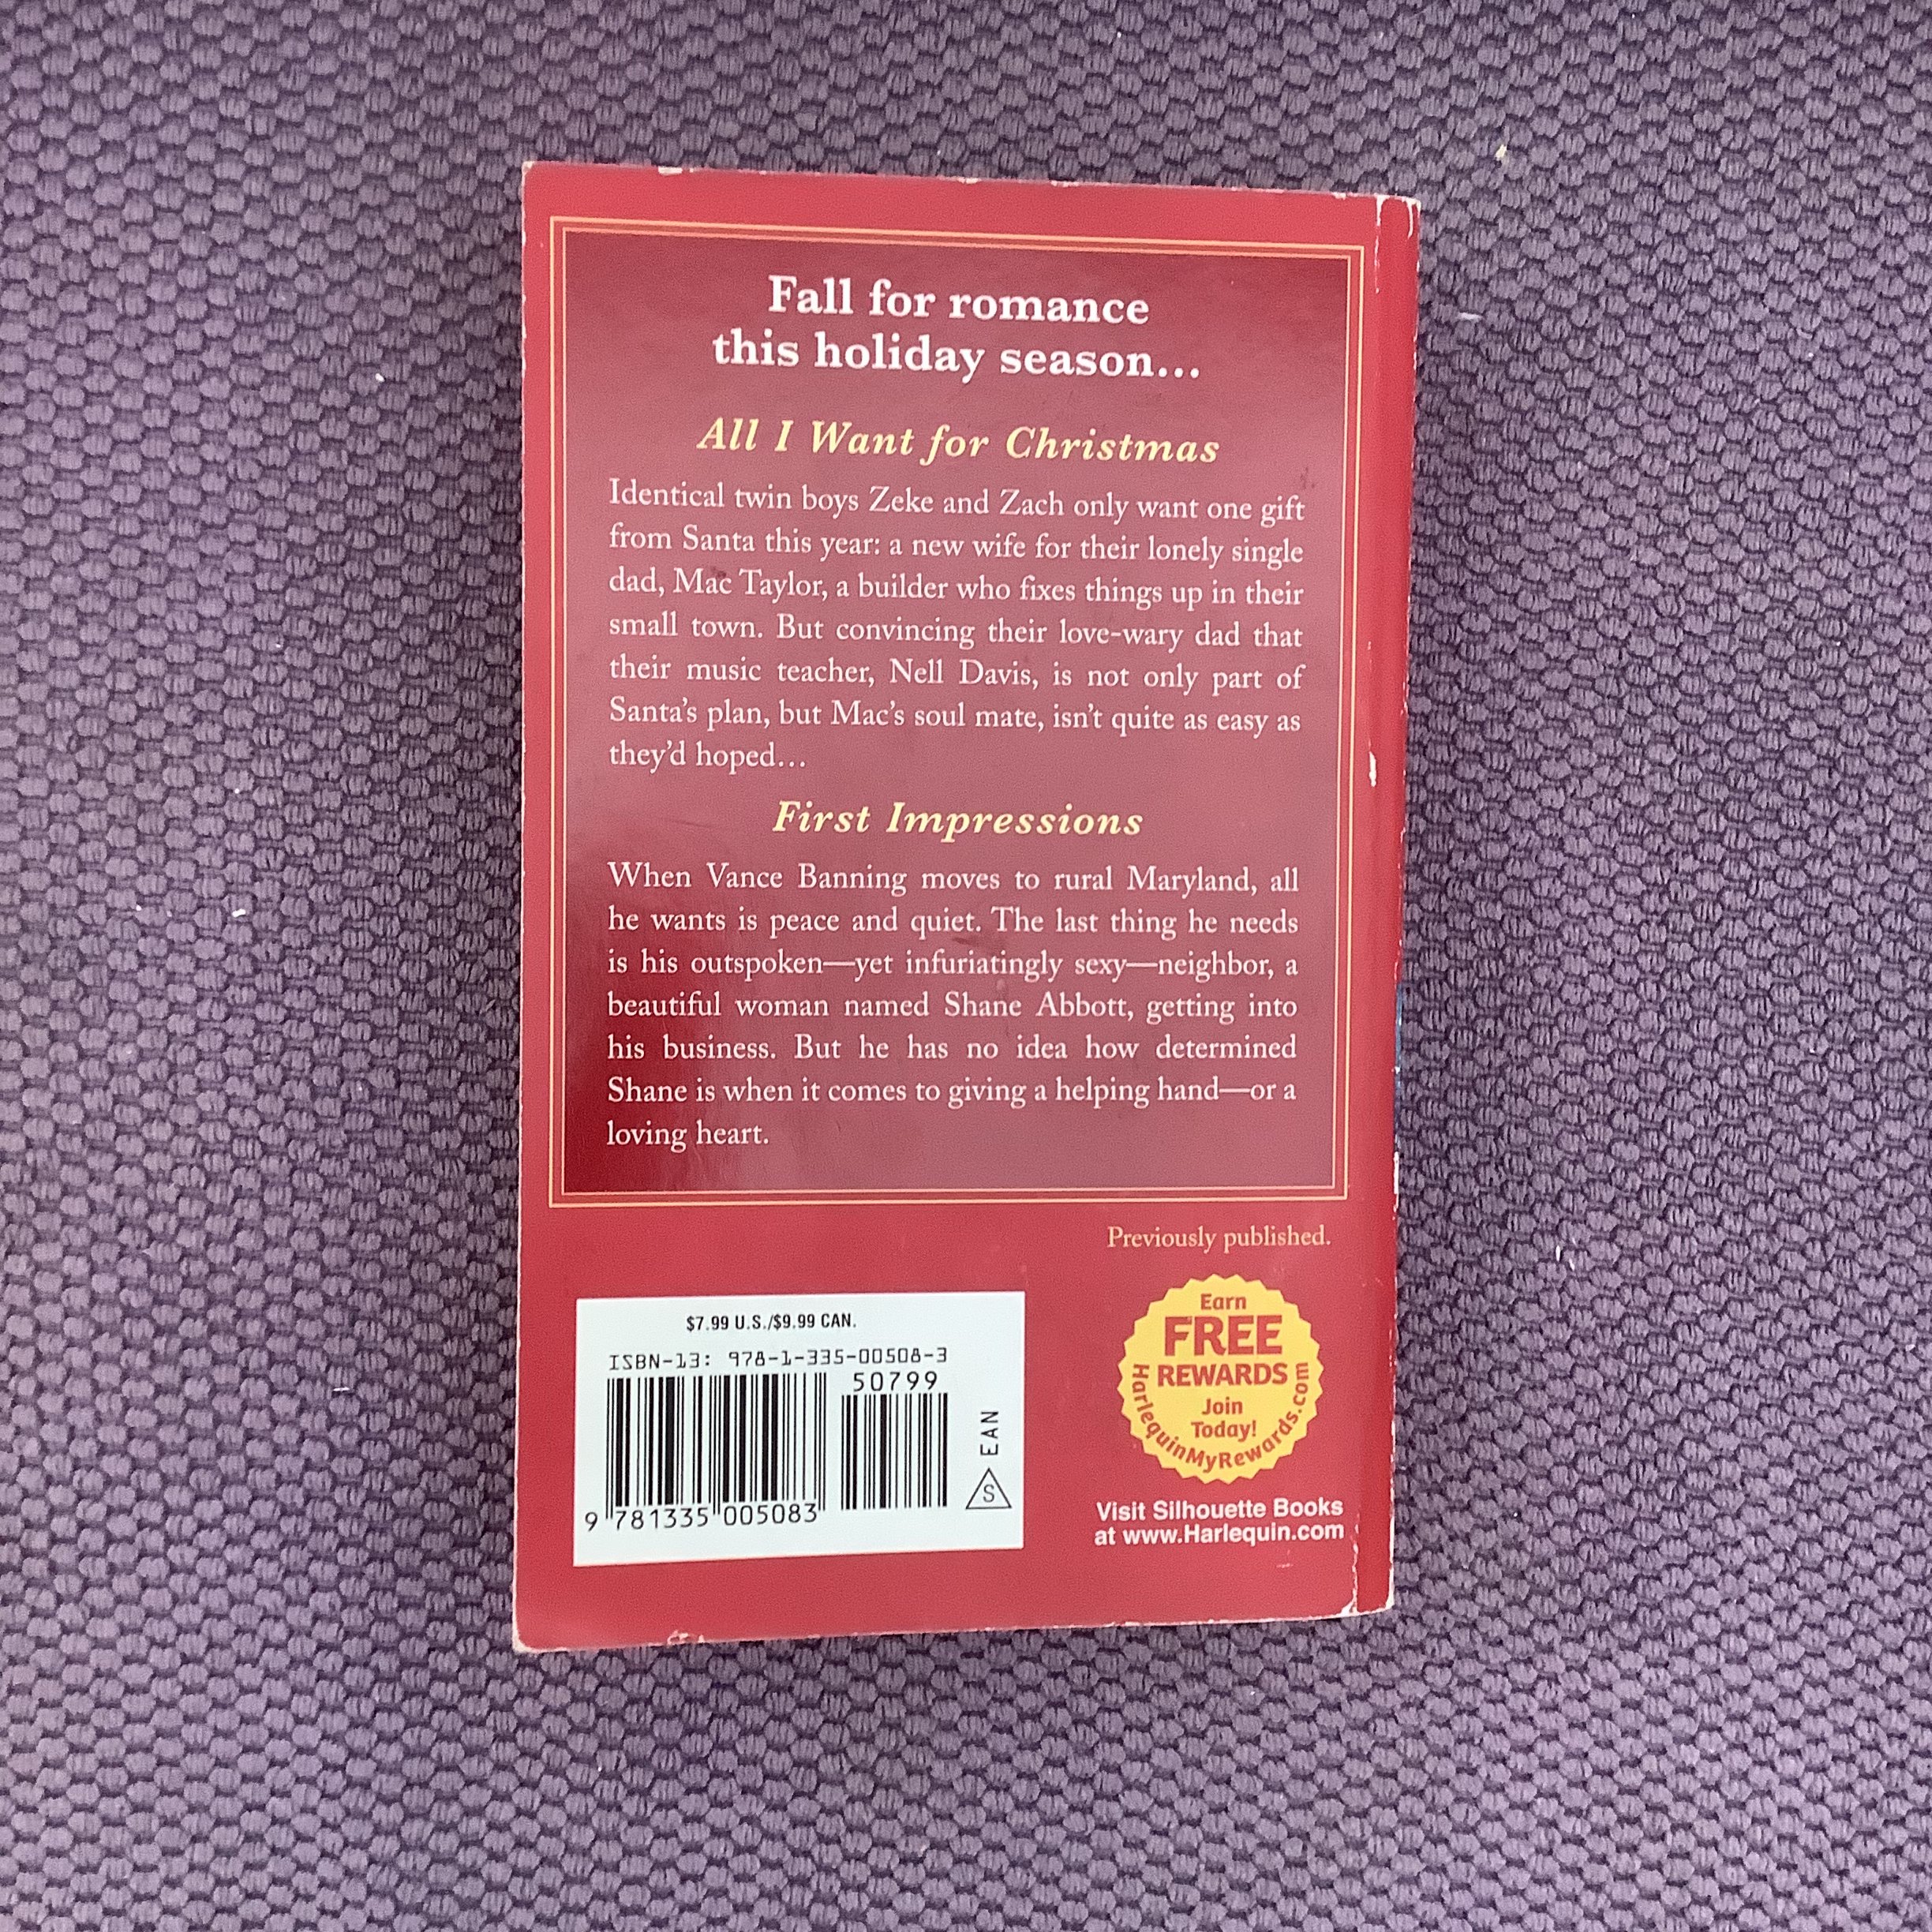 Fall for romance
this holiday season...
All I Want for Christmas
Identical twin boys Zeke and Zach only want one gift
from Santa this year: a new wife for their lonely single
dad, Mac Taylor, a builder who fixes things up in their
small town. But convincing their love-wary dad that
their music teacher, Nell Davis, is not only part of
Santa's plan, but Mac's soul mate, isn't quite as easy as
they'd hoped...
First Impressions
When Vance Banning moves to rural Maryland, all
he wants is peace and quiet. The last thing he needs
is his outspoken—yet infuriatingly sexy—neighbor, a
beautiful woman named Shane Abbott, getting into
his business. But he has no idea how determined
Shane is when it comes to giving a helping hand—or a
loving heart.
Previously published.
$7.99 U.S./$9.99 CAN.
ISBN-13: 978-1-335-00508-3
50799
9 781335 005083
EAN
S
Earn
FREE
REWARDS
Join
Today!
HarlequinMyRewards.com
Visit Silhouette Books
at www.Harlequin.com